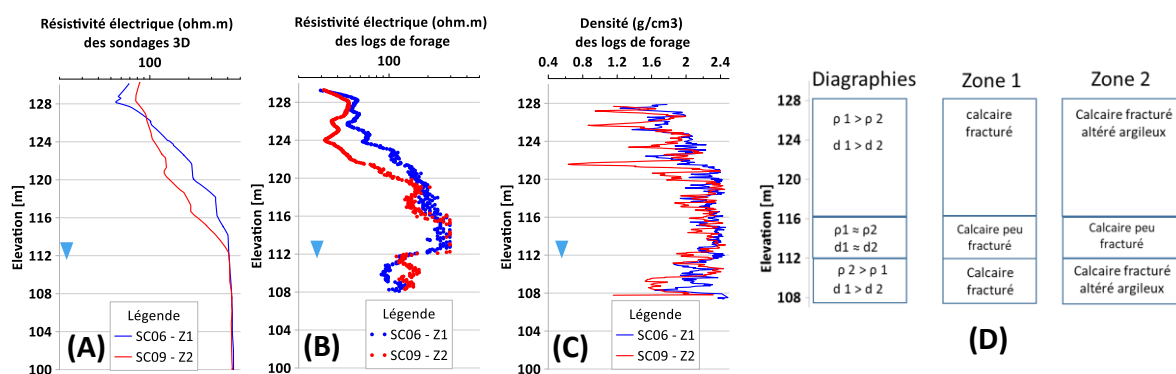 Résistivité électrique (ohm.m)
des sondages 3D
100
Elevation [m]
128
124
120
116
112
108
104
100
Légende
SC06 - Z1
SC09 - Z2
(A)
Résistivité électrique (ohm.m)
des logs de forage
100
Elevation [m]
128
124
120
116
112
108
104
100
Légende
SC06 - Z1
SC09 - Z2
(B)
Densité (g/cm3)
des logs de forage
0.4 0.8 1.2 1.6 2 2.4
Elevation [m]
128
124
120
116
112
108
104
100
Légende
SC06 - Z1
SC09 - Z2
(C)
Diagraphies Zone 1 Zone 2
Elevation [m]
128
124
120
116
112
108
ρ 1 > ρ 2
d 1 > d 2
calcaire
fracturé
Calcaire fracturé
altéré argileux
ρ1 ≈ ρ2
d1 ≈ d2
Calcaire peu
fracturé
Calcaire peu
fracturé
ρ 2 > ρ 1
d 1 > d 2
Calcaire
fracturé
Calcaire fracturé
altéré argileux
(D)